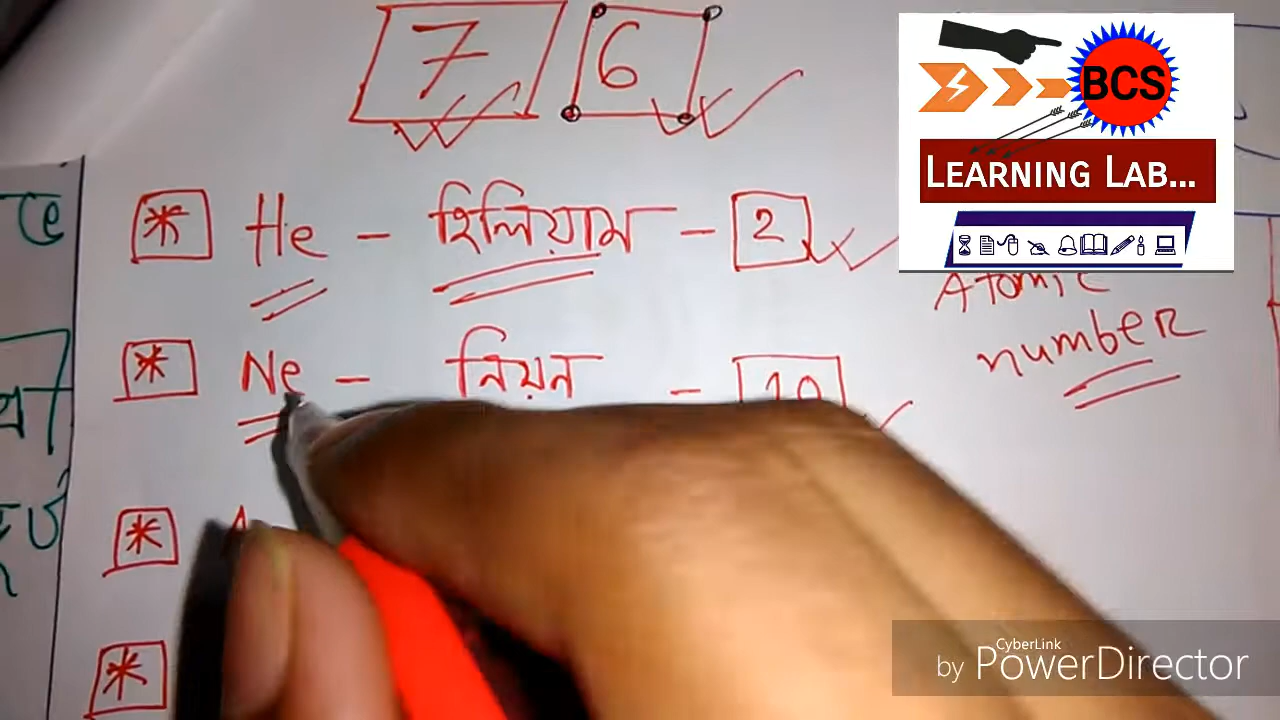 7 6
BCS
LEARNING LAB...
* He - হিলিয়াম - 2
Atomic
number
* Ne - নিয়ন - 10
*
*
CyberLink
by PowerDirector